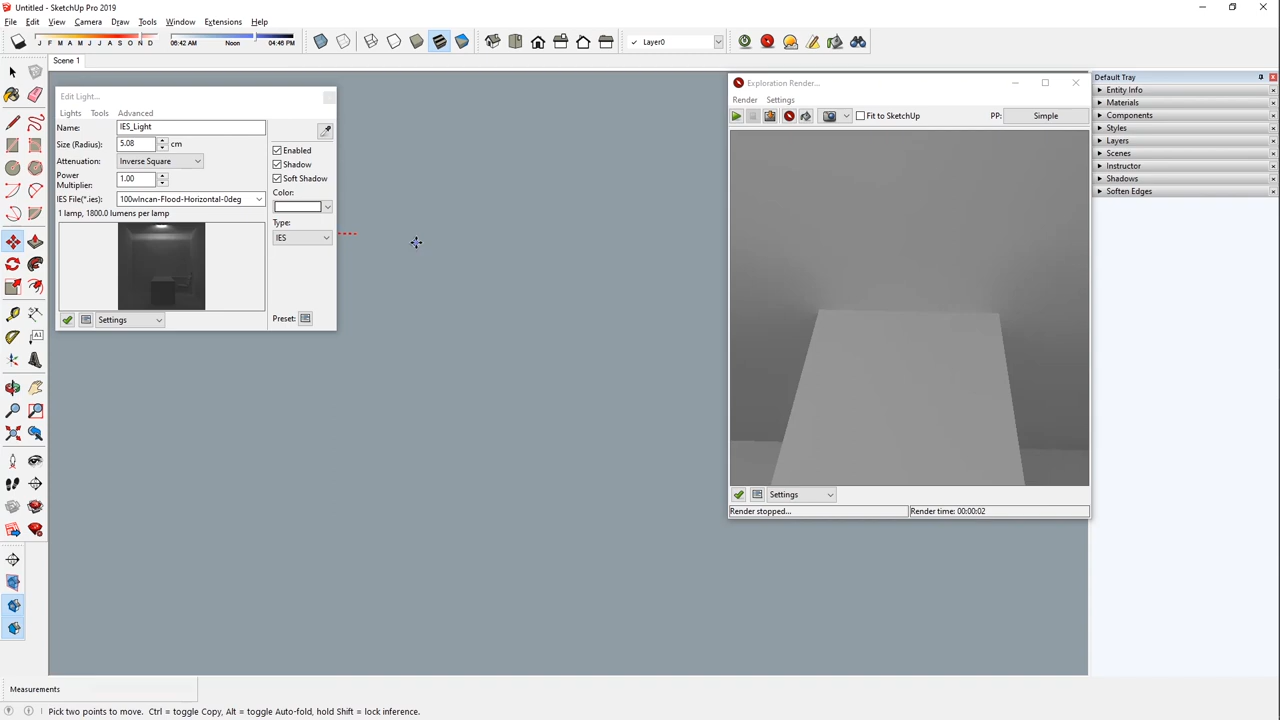 Untitled - SketchUp Pro 2019
File Edit View Camera Draw Tools Window Extensions Help
J F M A M J J A S O N D 06:42 AM Noon 04:46 PM Layer0
Scene 1
Edit Light...
Lights Tools Advanced
Name: IES_Light
Size (Radius): 5.08 cm
Enabled
Attenuation: Inverse Square
Shadow
Power Multiplier: 1.00
Soft Shadow
Color:
IES File(*.ies): 100wIncan-Flood-Horizontal-0deg
1 lamp, 1800.0 lumens per lamp
Type:
IES
Settings
Preset:
Exploration Render...
Render Settings
Fit to SketchUp PP: Simple
Settings
Render stopped... Render time: 00:00:02
Default Tray
Entity Info
Materials
Components
Styles
Layers
Scenes
Instructor
Shadows
Soften Edges
Measurements
Pick two points to move. Ctrl = toggle Copy, Alt = toggle Auto-fold, hold Shift = lock inference.